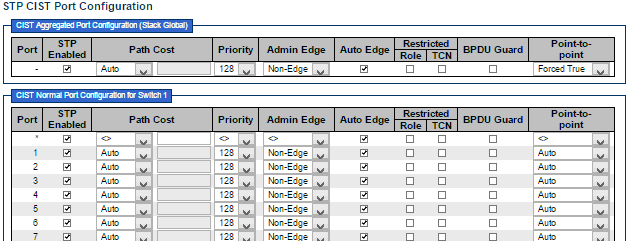 STP CIST Port Configuration
CIST Aggregated Port Configuration (Stack Global)
Port STP Enabled Path Cost Priority Admin Edge Auto Edge Restricted Role TCN BPDU Guard Point-to-point
- Auto 128 Non-Edge Forced True
CIST Normal Port Configuration for Switch 1
Port STP Enabled Path Cost Priority Admin Edge Auto Edge Restricted Role TCN BPDU Guard Point-to-point
* <> <> <> <>
1 Auto 128 Non-Edge Auto
2 Auto 128 Non-Edge Auto
3 Auto 128 Non-Edge Auto
4 Auto 128 Non-Edge Auto
5 Auto 128 Non-Edge Auto
6 Auto 128 Non-Edge Auto
7 Auto 128 Non-Edge Auto